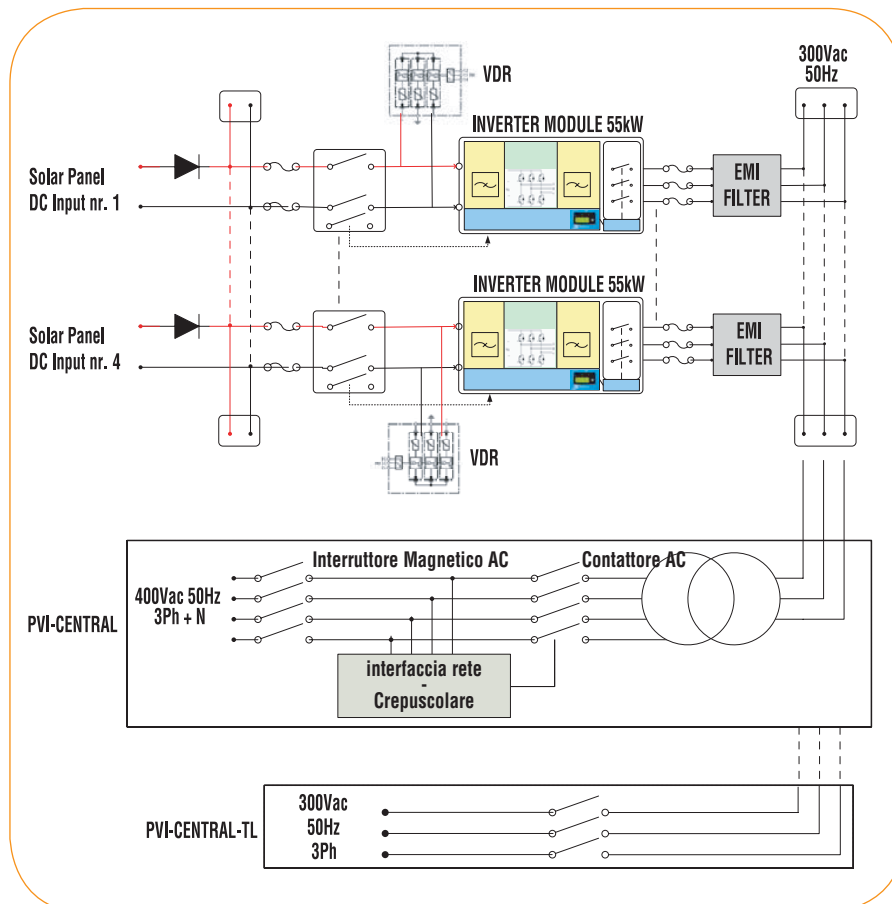 VDR
300Vac
50Hz
INVERTER MODULE 55kW
Solar Panel
DC Input nr. 1
EMI
FILTER
INVERTER MODULE 55kW
Solar Panel
DC Input nr. 4
EMI
FILTER
VDR
PVI-CENTRAL
400Vac 50Hz
3Ph + N
Interruttore Magnetico AC
Contattore AC
interfaccia rete
-
Crepuscolare
PVI-CENTRAL-TL
300Vac
50Hz
3Ph